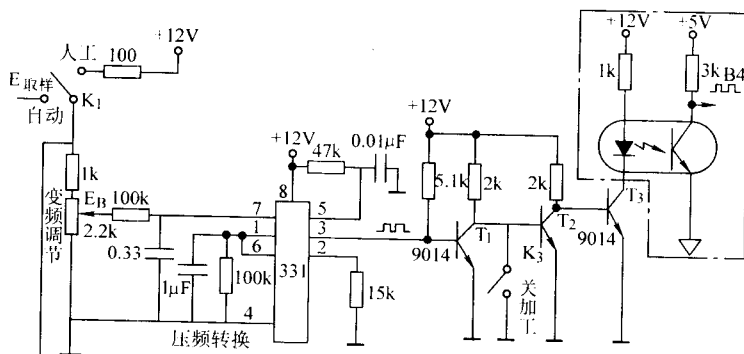 +12V
人工
100
E取样
自动
K1
1k
变频调节
EB
100k
2.2k
0.33
1μF
100k
压频转换
+12V
47k
0.01μF
8
7
1
6
4
5
3
2
331
15k
+12V
5.1k
2k
2k
9014
T1
K3
关加工
T2
9014
T3
+12V
+5V
1k
3k
B4